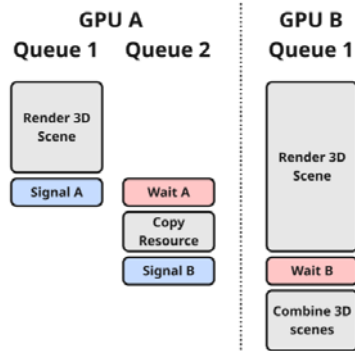 GPU A
GPU B
Queue 1
Queue 2
Queue 1
Render 3D
Scene
Signal A
Wait A
Copy
Resource
Signal B
Render 3D
Scene
Wait B
Combine 3D
scenes